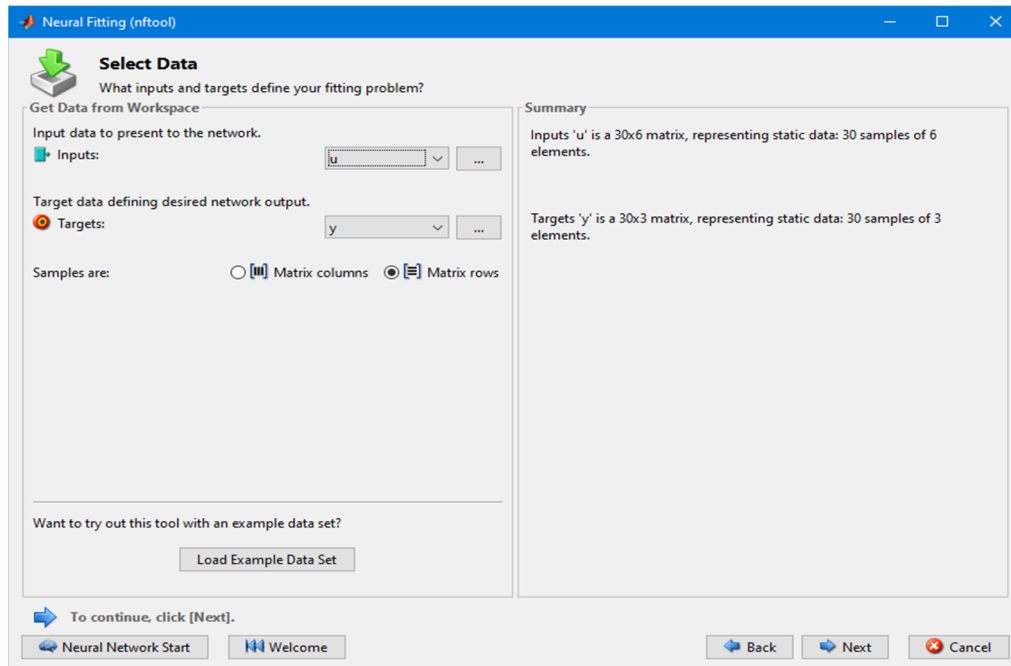 Neural Fitting (nftool)
Select Data
What inputs and targets define your fitting problem?
Get Data from Workspace
Input data to present to the network.
Inputs:
u
...
Target data defining desired network output.
Targets:
y
...
Samples are:
Matrix columns
Matrix rows
Want to try out this tool with an example data set?
Load Example Data Set
Summary
Inputs 'u' is a 30x6 matrix, representing static data: 30 samples of 6
elements.
Targets 'y' is a 30x3 matrix, representing static data: 30 samples of 3
elements.
To continue, click [Next].
Neural Network Start
Welcome
Back
Next
Cancel